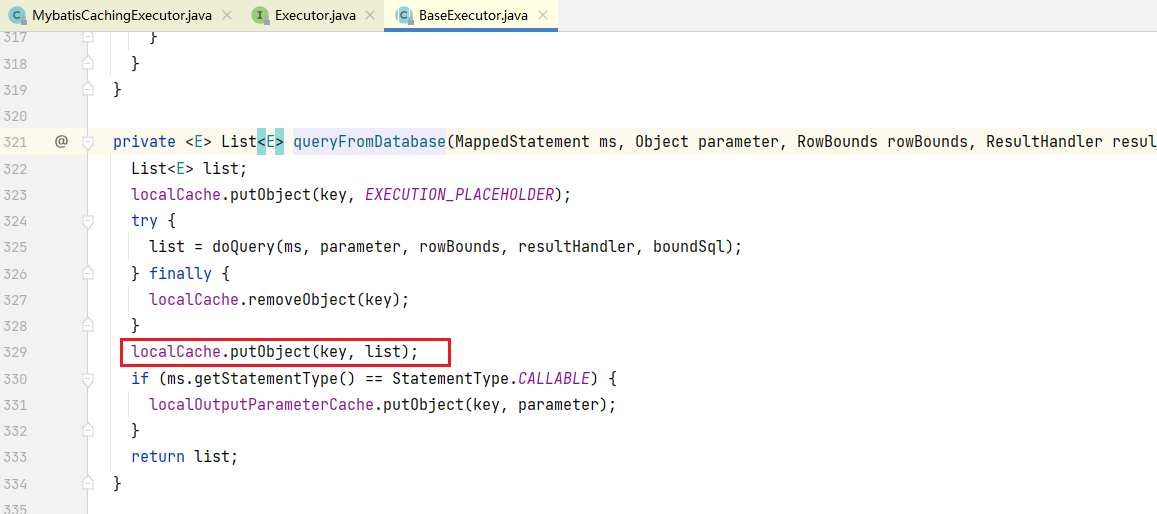 MybatisCachingExecutor.java Executor.java BaseExecutor.java
317 }
318 }
319 }
320
321 @ private <E> List<E> queryFromDatabase(MappedStatement ms, Object parameter, RowBounds rowBounds, ResultHandler resul
322 List<E> list;
323 localCache.putObject(key, EXECUTION_PLACEHOLDER);
324 try {
325 list = doQuery(ms, parameter, rowBounds, resultHandler, boundSql);
326 } finally {
327 localCache.removeObject(key);
328 }
329 localCache.putObject(key, list);
330 if (ms.getStatementType() == StatementType.CALLABLE) {
331 localOutputParameterCache.putObject(key, parameter);
332 }
333 return list;
334 }
335